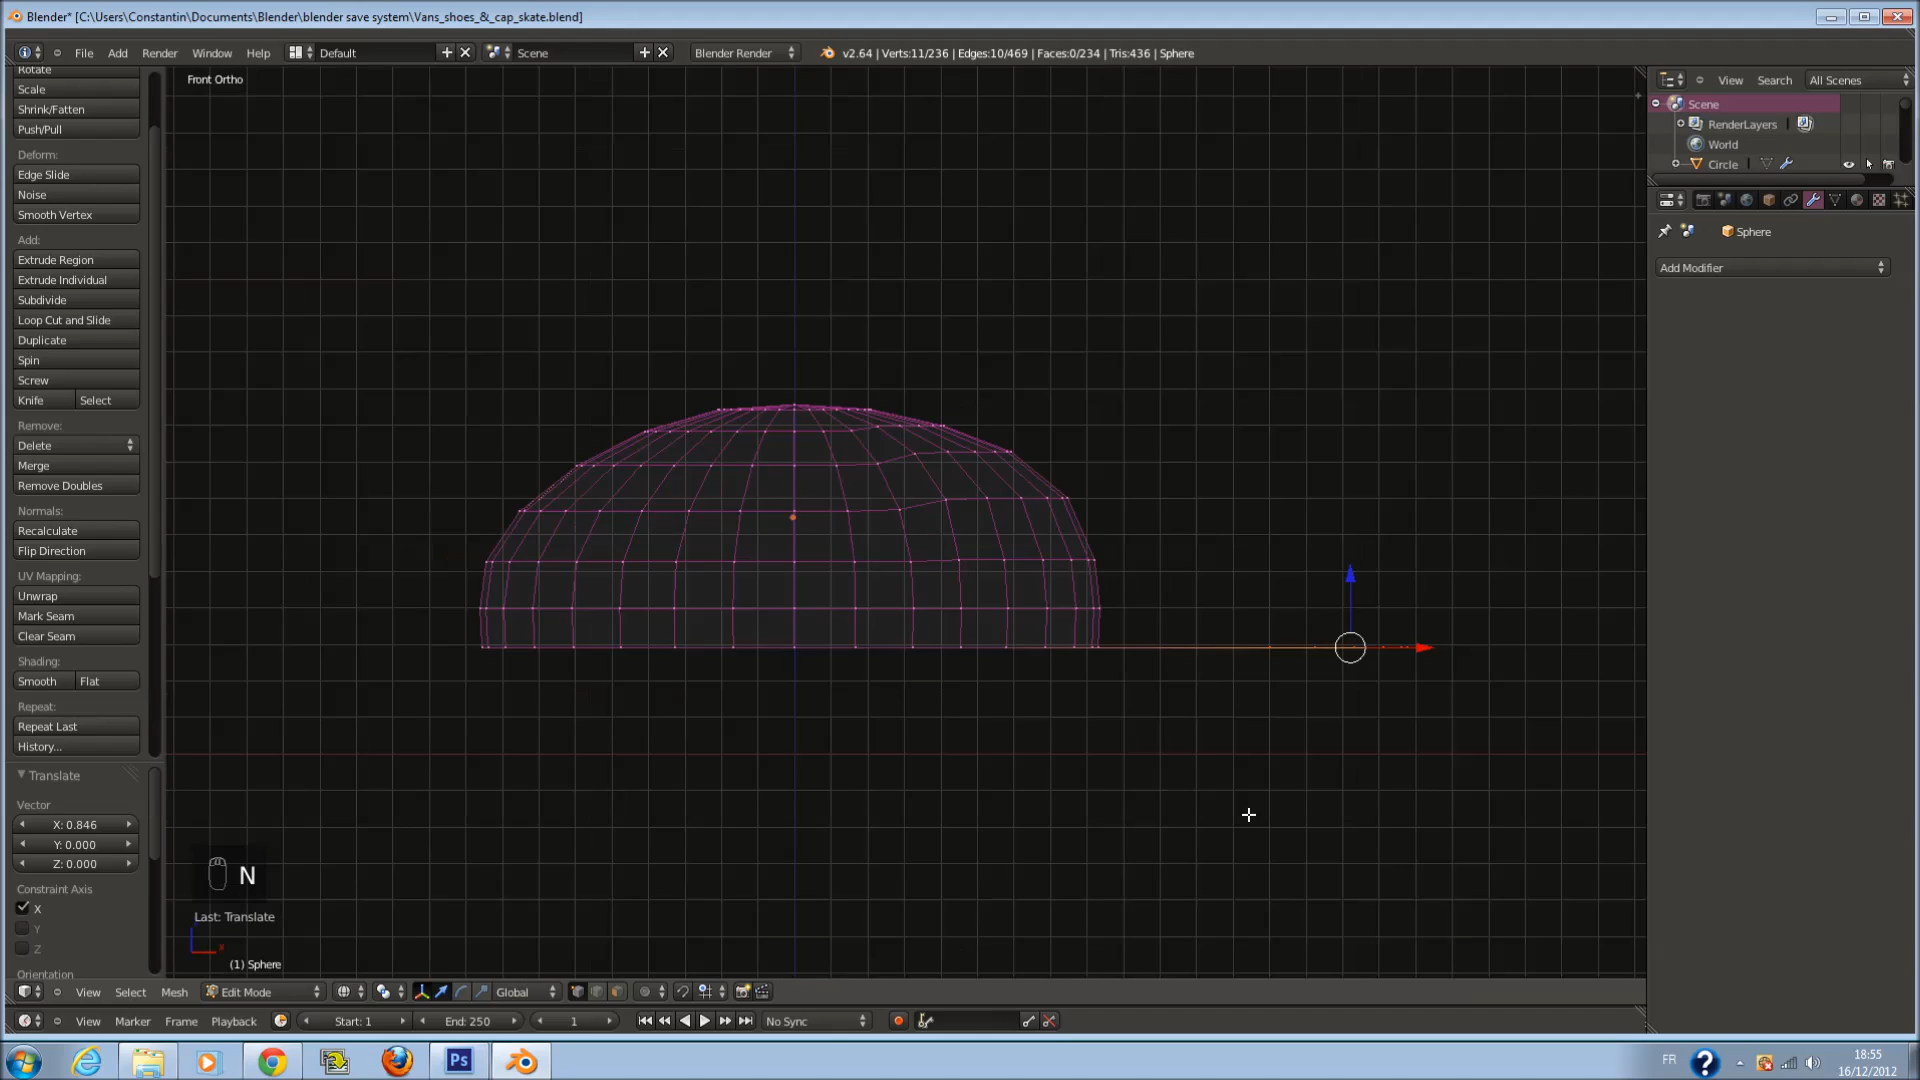 Blender* [C:\Users\Constantin\Documents\Blender\blender save system\Vans_shoes_&_cap_skate.blend]
File Add Render Window Help Default Scene Blender Render v2.64 | Verts:11/236 | Edges:10/469 | Faces:0/234 | Tris:436 | Sphere
Rotate
Scale
Shrink/Fatten
Push/Pull
Deform:
Edge Slide
Noise
Smooth Vertex
Add:
Extrude Region
Extrude Individual
Subdivide
Loop Cut and Slide
Duplicate
Spin
Screw
Knife Select
Remove:
Delete
Merge
Remove Doubles
Normals:
Recalculate
Flip Direction
UV Mapping:
Unwrap
Mark Seam
Clear Seam
Shading:
Smooth Flat
Repeat:
Repeat Last
History...
Translate
Vector
X: 0.846
Y: 0.000
Z: 0.000
Constraint Axis
X
Y
Z
Orientation
Front Ortho
N
Last: Translate
x
(1) Sphere
View Search All Scenes
Scene
RenderLayers
World
Circle
Sphere
Add Modifier
View Select Mesh Edit Mode Global
View Marker Frame Playback Start: 1 End: 250 1 No Sync
Ps
FR
18:55
16/12/2012